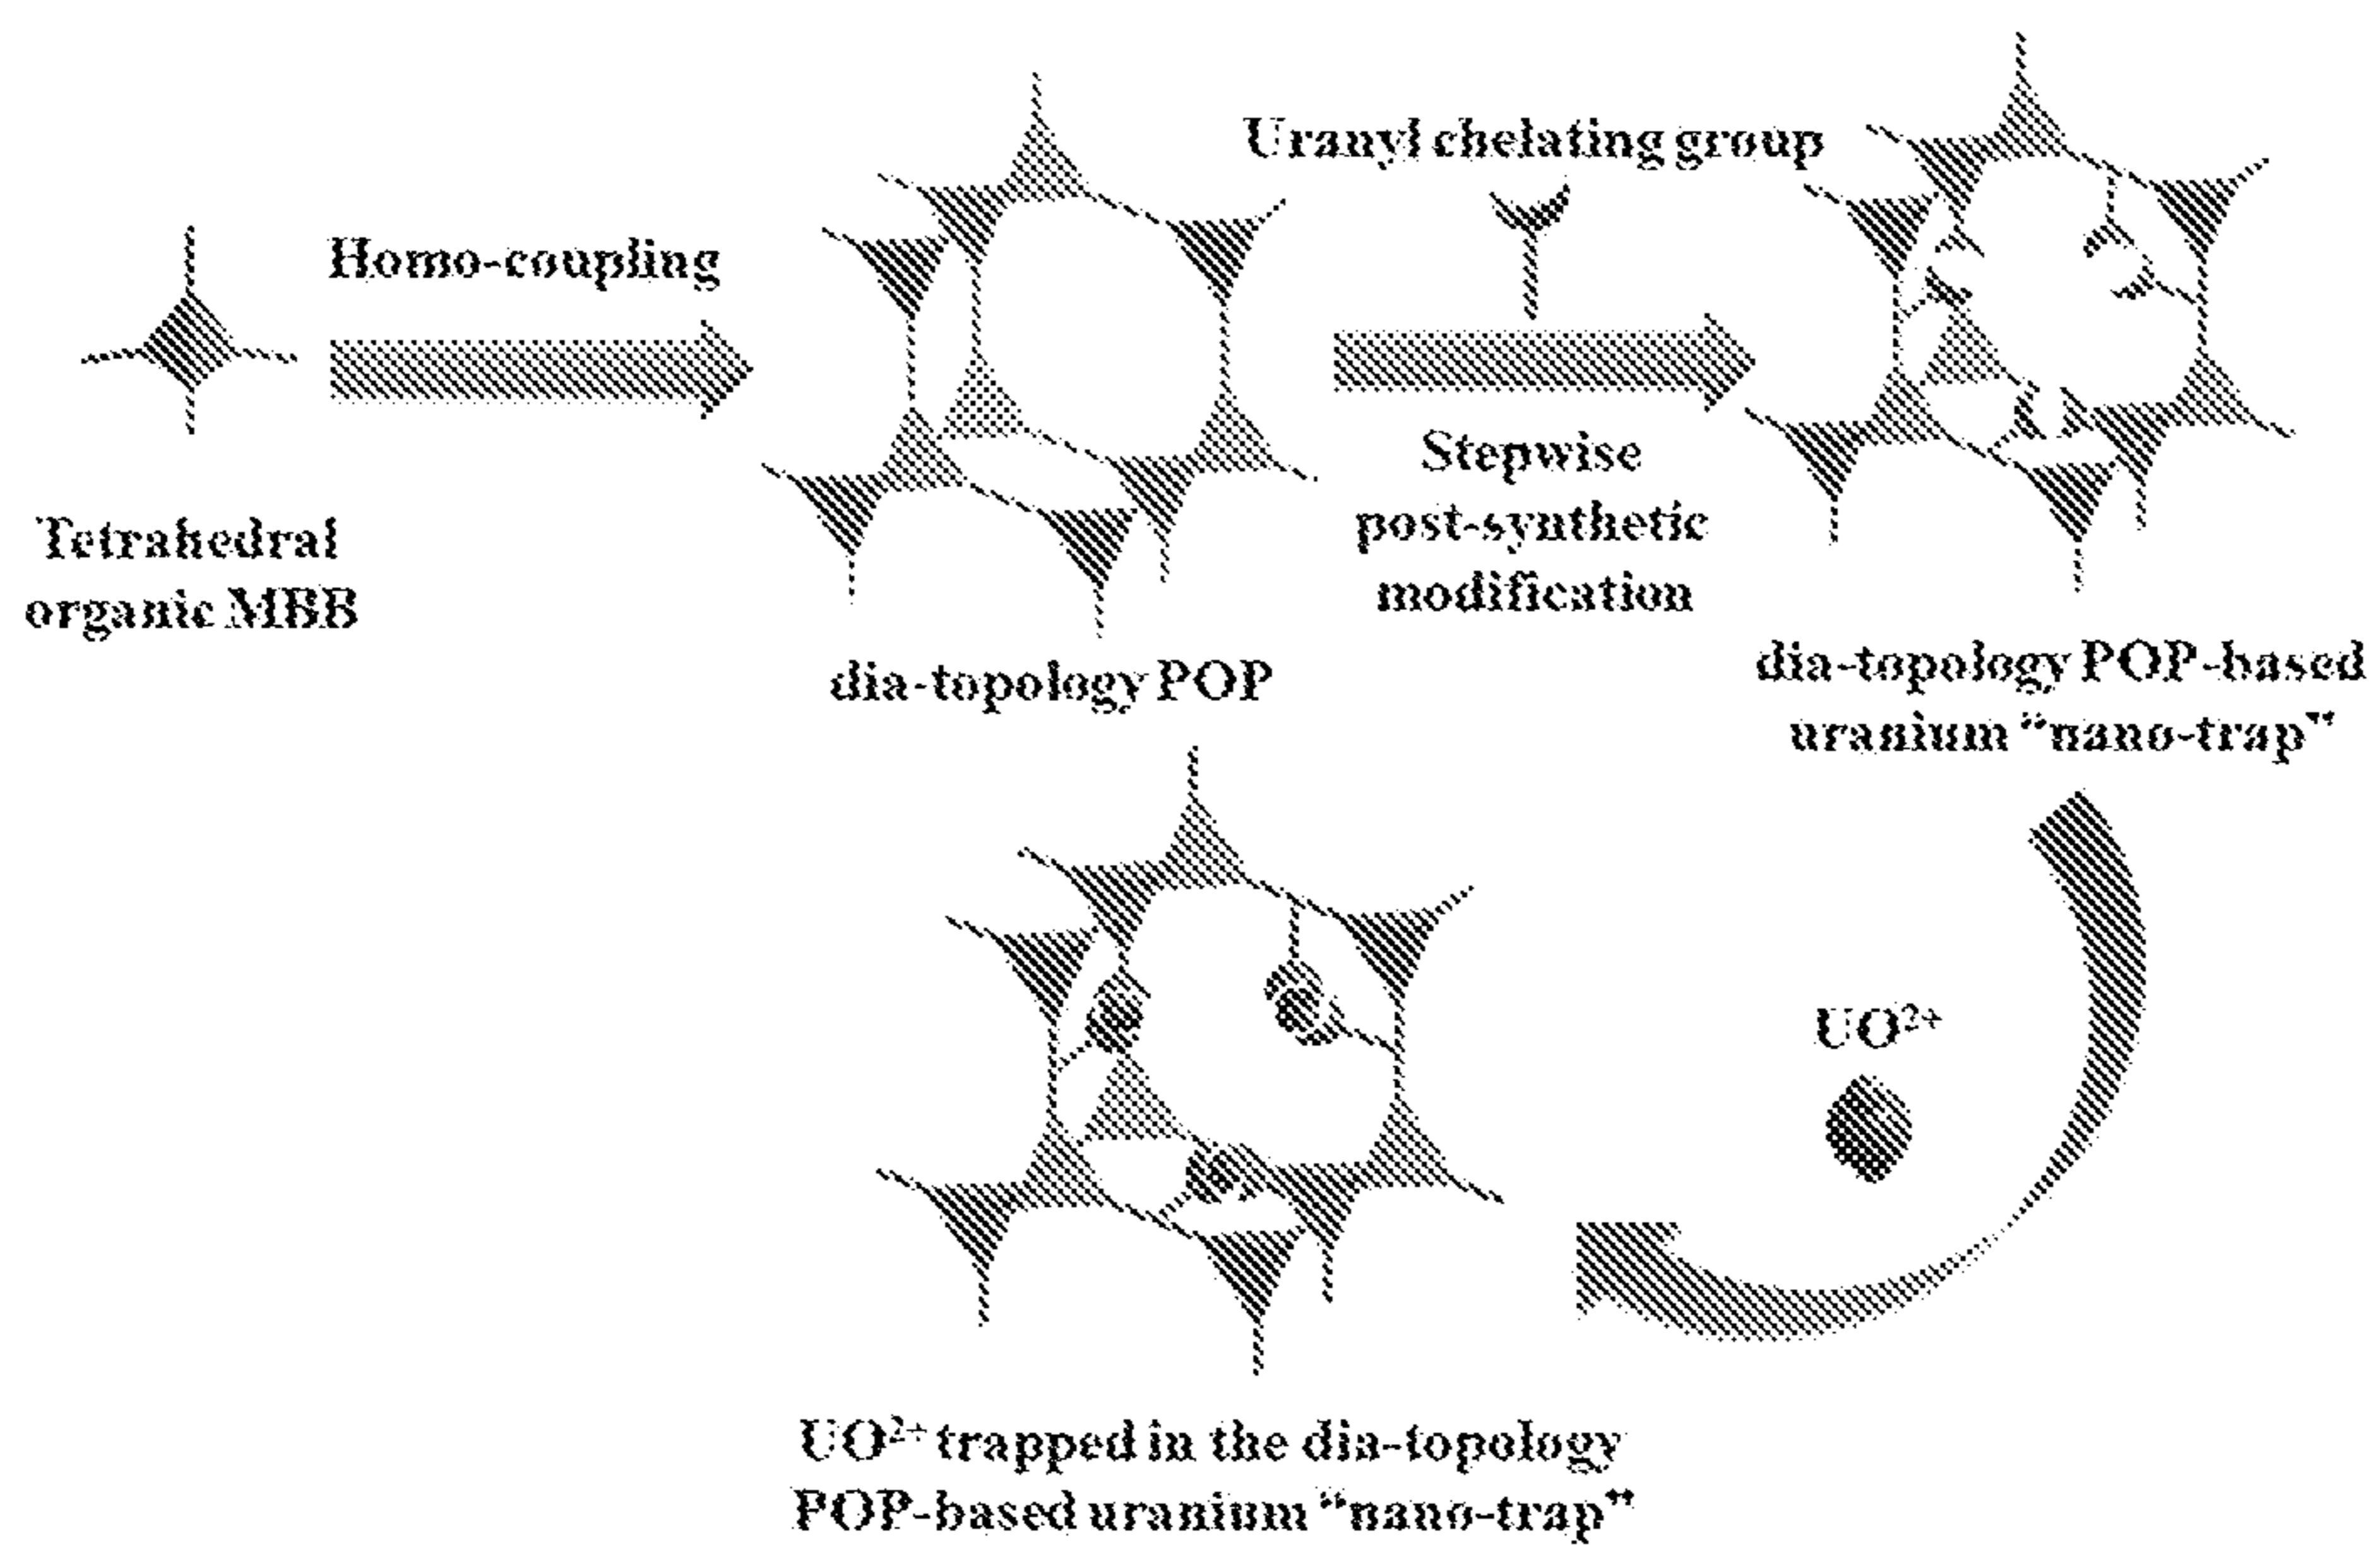 Homo-coupling
Tetrahedral
organic MBB
dia-topology POP
Uranyl chelating group
Stepwise
post-synthetic
modification
dia-topology POP-based
uranium “nano-trap”
UO²⁺
UO²⁺ trapped in the dia-topology
POP-based uranium “nano-trap”